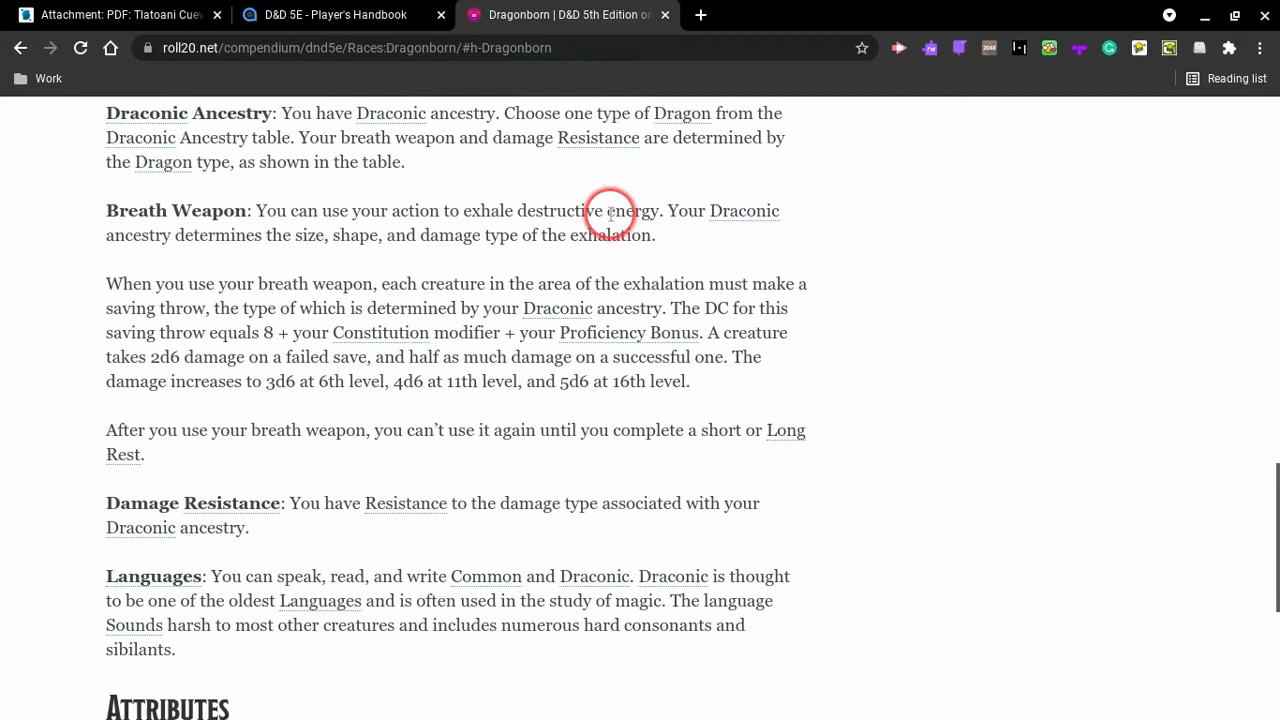 Attachment: PDF: Tlatoani Cuev
D&D 5E - Player's Handbook
Dragonborn | D&D 5th Edition on
roll20.net/compendium/dnd5e/Races:Dragonborn/#h-Dragonborn
Work
Reading list
Draconic Ancestry: You have Draconic ancestry. Choose one type of Dragon from the
Draconic Ancestry table. Your breath weapon and damage Resistance are determined by
the Dragon type, as shown in the table.
Breath Weapon: You can use your action to exhale destructive energy. Your Draconic
ancestry determines the size, shape, and damage type of the exhalation.
When you use your breath weapon, each creature in the area of the exhalation must make a
saving throw, the type of which is determined by your Draconic ancestry. The DC for this
saving throw equals 8 + your Constitution modifier + your Proficiency Bonus. A creature
takes 2d6 damage on a failed save, and half as much damage on a successful one. The
damage increases to 3d6 at 6th level, 4d6 at 11th level, and 5d6 at 16th level.
After you use your breath weapon, you can’t use it again until you complete a short or Long
Rest.
Damage Resistance: You have Resistance to the damage type associated with your
Draconic ancestry.
Languages: You can speak, read, and write Common and Draconic. Draconic is thought
to be one of the oldest Languages and is often used in the study of magic. The language
Sounds harsh to most other creatures and includes numerous hard consonants and
sibilants.
Attributes